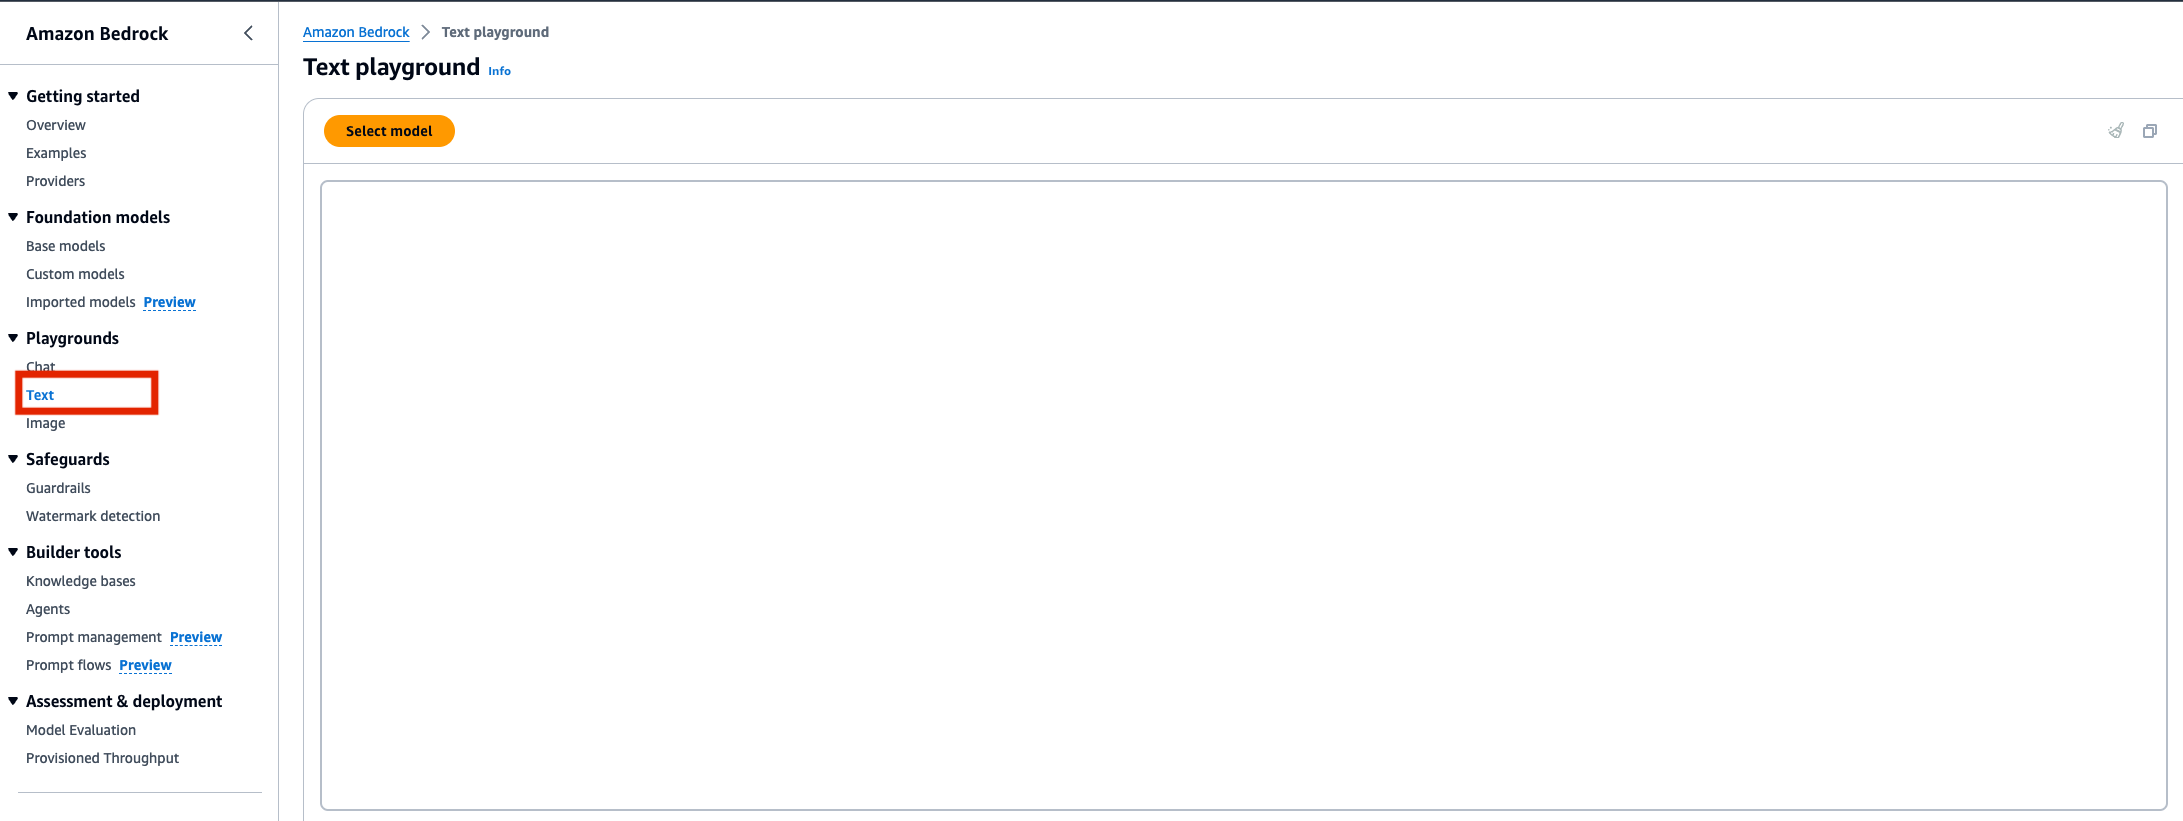 Amazon Bedrock
Getting started
Overview
Examples
Providers
Foundation models
Base models
Custom models
Imported models Preview
Playgrounds
Chat
Text
Image
Safeguards
Guardrails
Watermark detection
Builder tools
Knowledge bases
Agents
Prompt management Preview
Prompt flows Preview
Assessment & deployment
Model Evaluation
Provisioned Throughput
Amazon Bedrock Text playground
Text playground Info
Select model